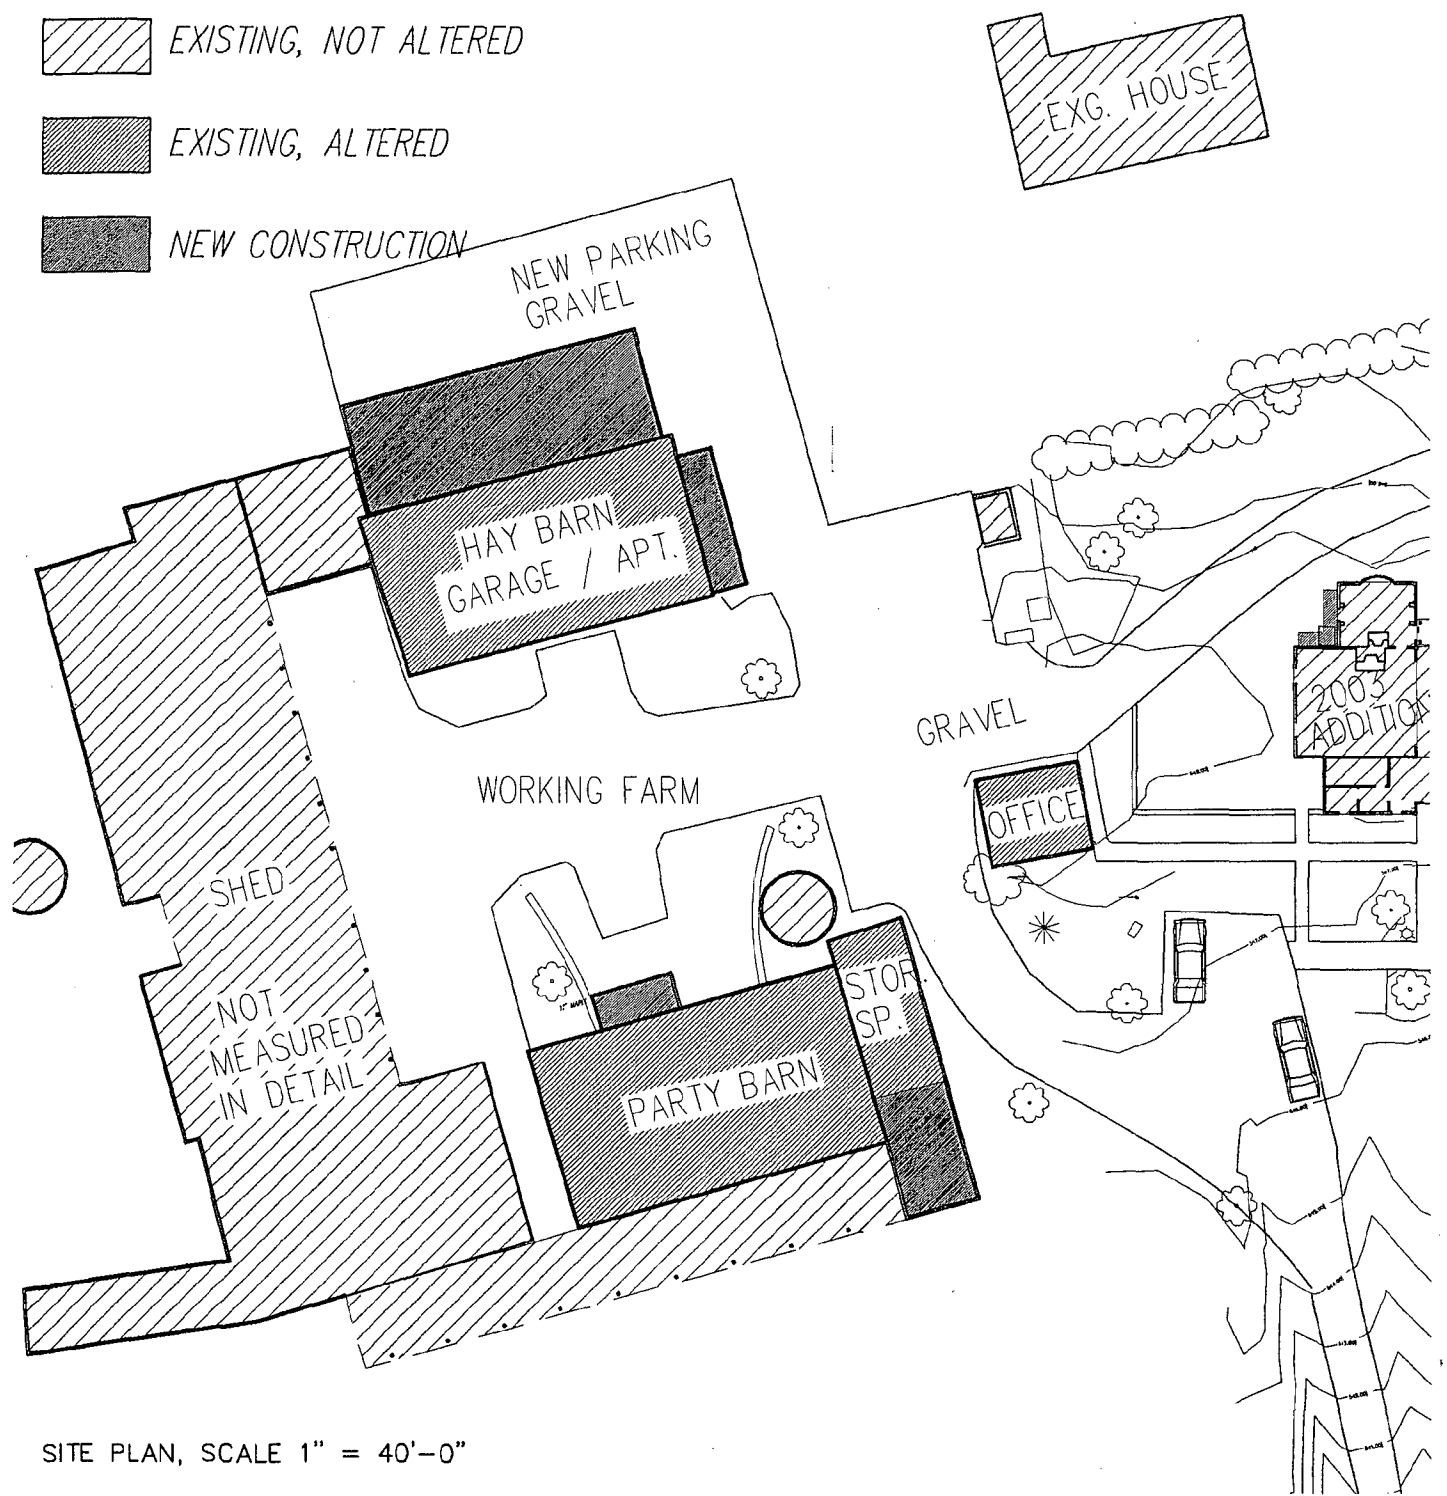 EXISTING, NOT ALTERED
EXG. HOUSE
EXISTING, ALTERED
NEW CONSTRUCTION
NEW PARKING
GRAVEL
HAY BARN
GARAGE / APT.
2003
ADDITION
GRAVEL
WORKING FARM
OFFICE
SHED
STOR
SP.
NOT
MEASURED
IN DETAIL
PARTY BARN
SITE PLAN, SCALE 1" = 40'-0"